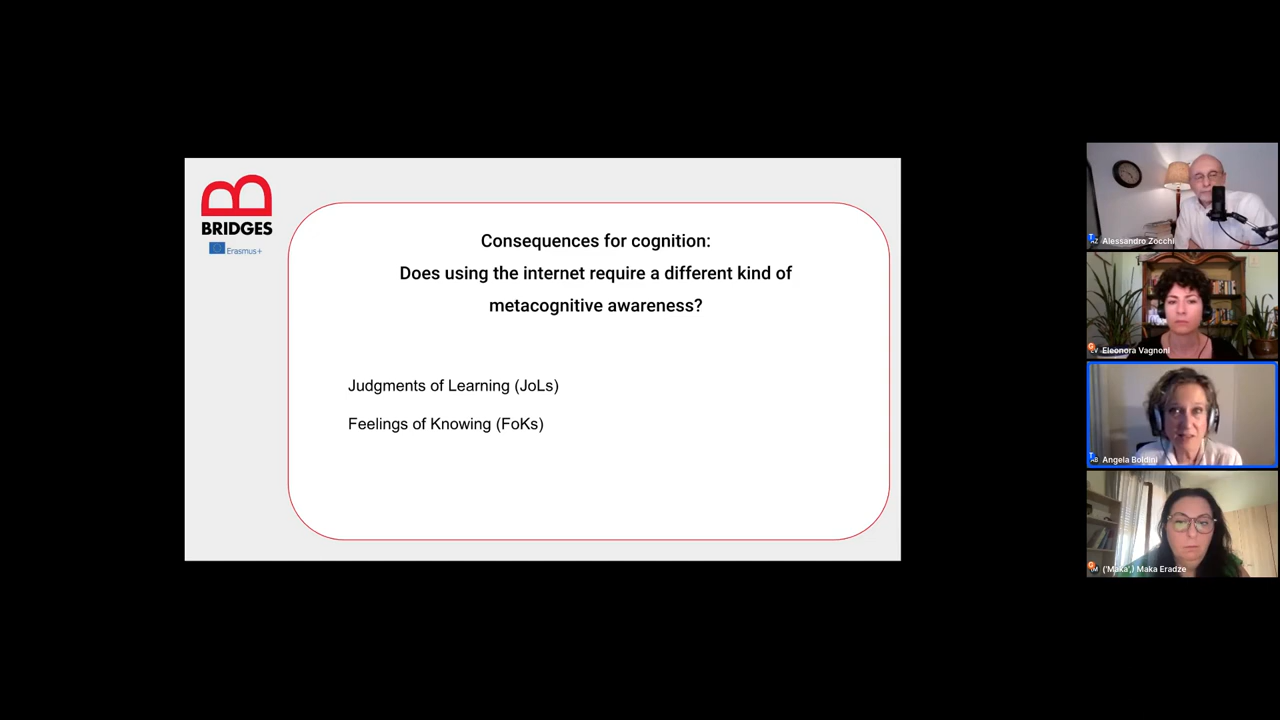 BRIDGES
Erasmus+
Consequences for cognition:
Does using the internet require a different kind of
metacognitive awareness?
Judgments of Learning (JoLs)
Feelings of Knowing (FoKs)
Alessandro Zocchi
Eleonora Vagnoni
Angela Boldini
('Maka',) Maka Eradze